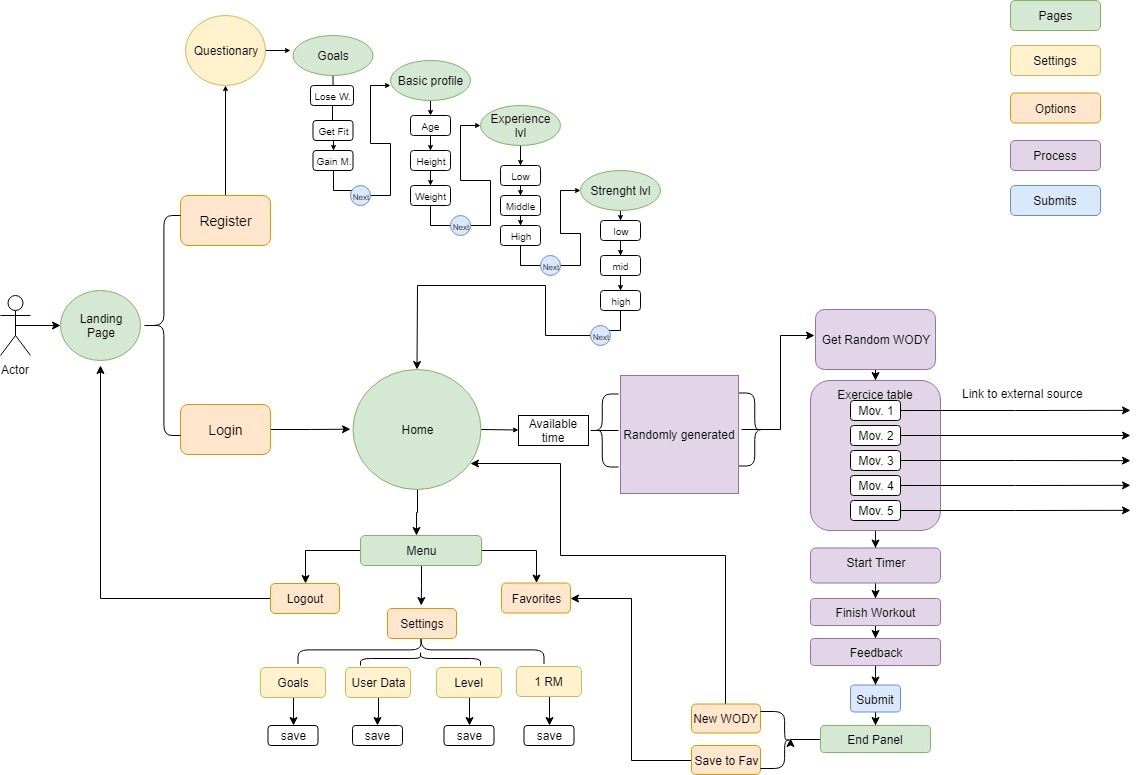 Pages
Settings
Options
Process
Submits
Questionary
Goals
Lose W.
Get Fit
Gain M.
Next
Basic profile
Age
Height
Weight
Next
Experience
lvl
Low
Middle
High
Next
Strenght lvl
low
mid
high
Next
Register
Landing
Page
Actor
Login
Home
Available
time
Randomly generated
Get Random WODY
Exercice table
Mov. 1
Mov. 2
Mov. 3
Mov. 4
Mov. 5
Link to external source
Start Timer
Finish Workout
Feedback
Submit
End Panel
New WODY
Save to Fav
Menu
Logout
Settings
Favorites
Goals
User Data
Level
1 RM
save
save
save
save